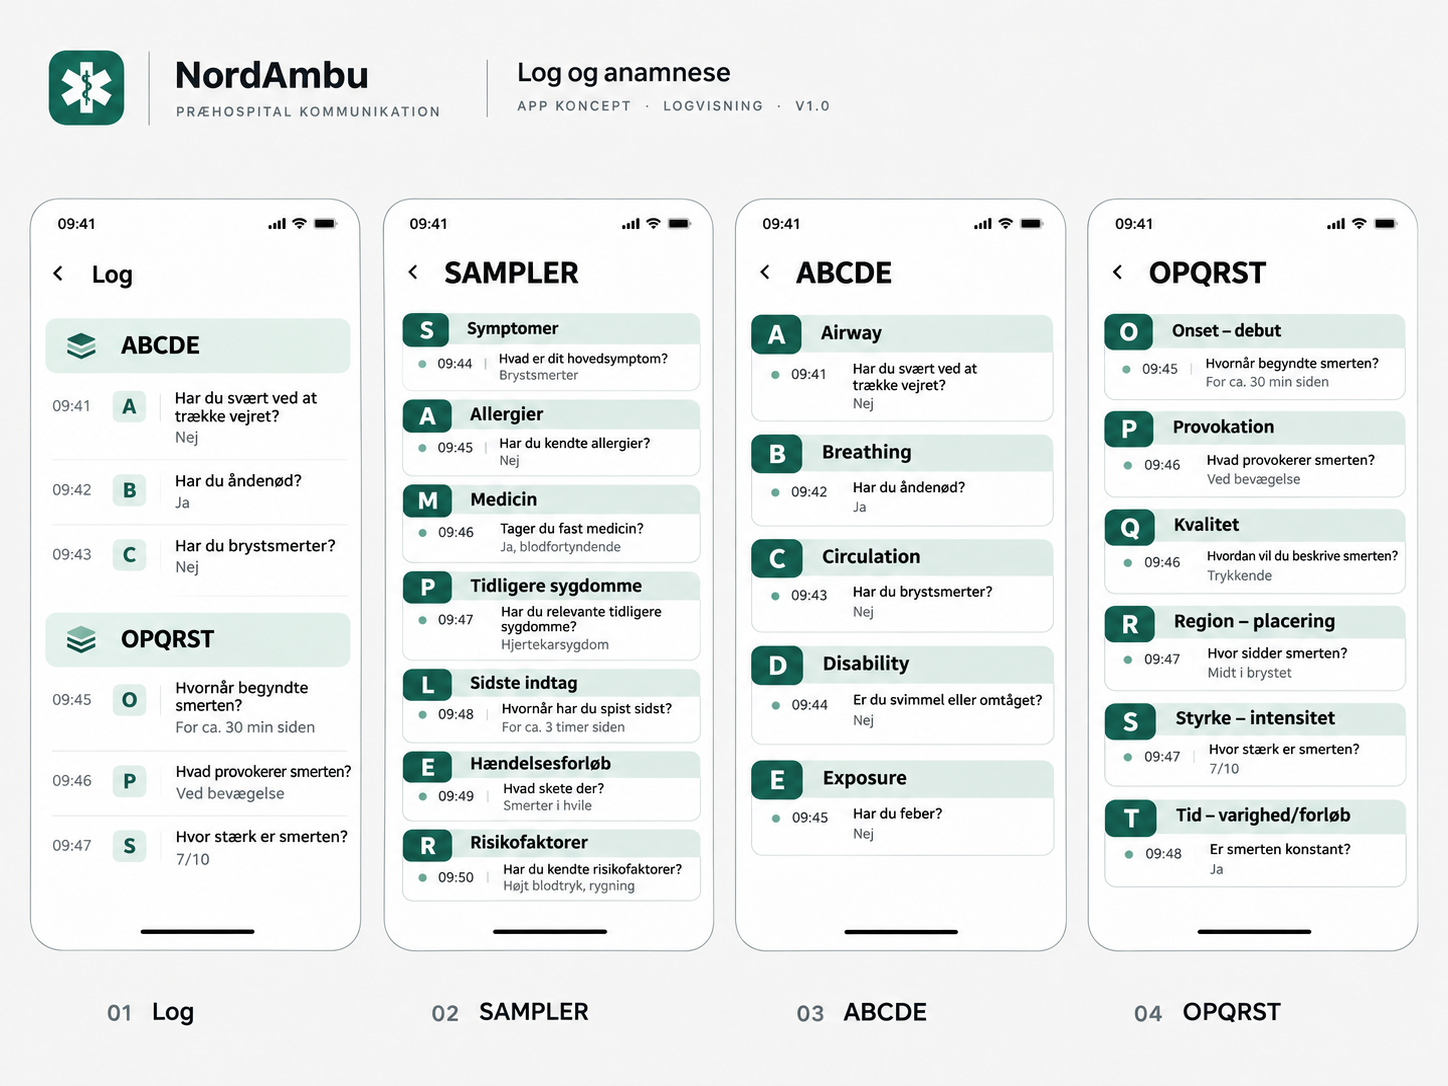 NordAmbu
PRÆHOSPITAL KOMMUNIKATION
Log og anamnese
APP KONCEPT · LOGVISNING · V1.0
09:41
Log
ABCDE
09:41 A Har du svært ved at
trække vejret?
Nej
09:42 B Har du åndenød?
Ja
09:43 C Har du brystsmerter?
Nej
OPQRST
09:45 O Hvornår begyndte
smerten?
For ca. 30 min siden
09:46 P Hvad provokerer smerten?
Ved bevægelse
09:47 S Hvor stærk er smerten?
7/10
09:41
SAMPLER
S Symptomer
09:44 Hvad er dit hovedsymptom?
Brystsmerter
A Allergier
09:45 Har du kendte allergier?
Nej
M Medicin
09:46 Tager du fast medicin?
Ja, blodfortyndende
P Tidligere sygdomme
09:47 Har du relevante tidligere
sygdomme?
Hjertekarsygdom
L Sidste indtag
09:48 Hvornår har du spist sidst?
For ca. 3 timer siden
E Hændelsesforløb
09:49 Hvad skete der?
Smerter i hvile
R Risikofaktorer
09:50 Har du kendte risikofaktorer?
Højt blodtryk, rygning
09:41
ABCDE
A Airway
09:41 Har du svært ved at
trække vejret?
Nej
B Breathing
09:42 Har du åndenød?
Ja
C Circulation
09:43 Har du brystsmerter?
Nej
D Disability
09:44 Er du svimmel eller omtåget?
Nej
E Exposure
09:45 Har du feber?
Nej
09:41
OPQRST
O Onset – debut
09:45 Hvornår begyndte smerten?
For ca. 30 min siden
P Provokation
09:46 Hvad provokerer smerten?
Ved bevægelse
Q Kvalitet
09:46 Hvordan vil du beskrive smerten?
Trykkende
R Region – placering
09:47 Hvor sidder smerten?
Midt i brystet
S Styrke – intensitet
09:47 Hvor stærk er smerten?
7/10
T Tid – varighed/forløb
09:48 Er smerten konstant?
Ja
01 Log
02 SAMPLER
03 ABCDE
04 OPQRST